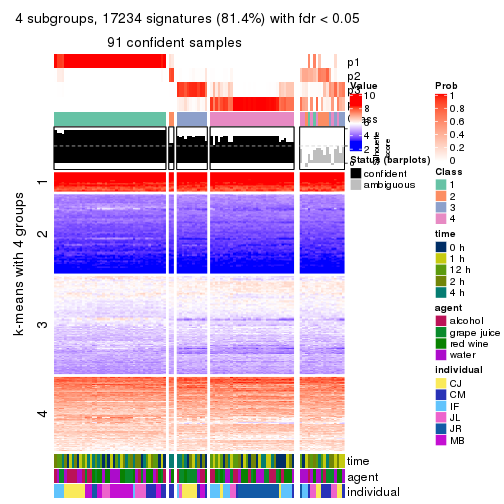 4 subgroups, 17234 signatures (81.4%) with fdr < 0.05
91 confident samples
p1
p2
p3
Value
10
8
6
4
2
Silhouette
score
Status (barplots)
confident
ambiguous
k-means with 4 groups
1
2
3
4
time
agent
individual
Prob
1
0.8
0.6
0.4
0.2
0
Class
1
2
3
4
time
0 h
1 h
12 h
2 h
4 h
agent
alcohol
grape juice
red wine
water
individual
CJ
CM
IF
JL
JR
MB